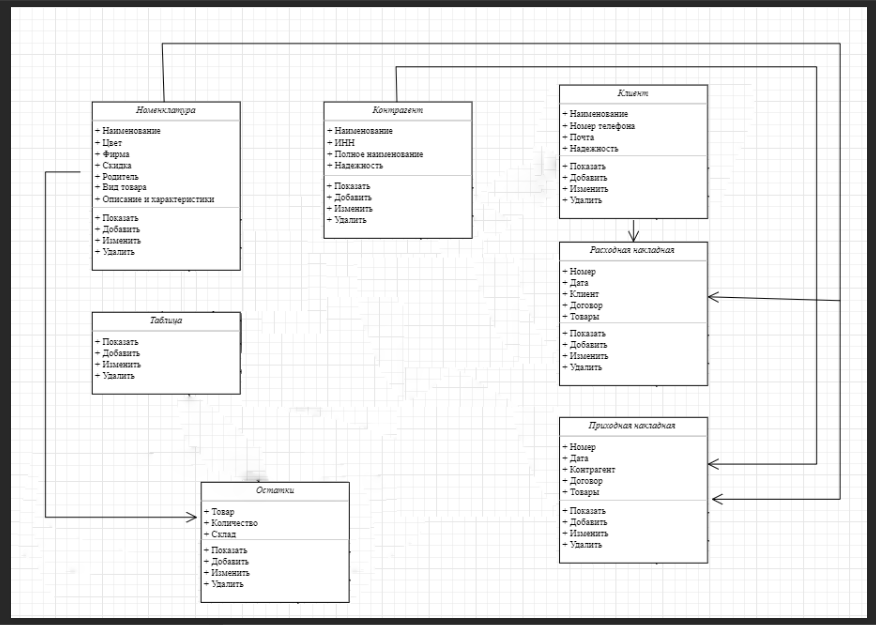 Номенклатура
+ Наименование
+ Цвет
+ Фирма
+ Скидка
+ Родитель
+ Вид товара
+ Описание и характеристики
+ Показать
+ Добавить
+ Изменить
+ Удалить
Контрагент
+ Наименование
+ ИНН
+ Полное наименование
+ Надежность
+ Показать
+ Добавить
+ Изменить
+ Удалить
Клиент
+ Наименование
+ Номер телефона
+ Почта
+ Надежность
+ Показать
+ Добавить
+ Изменить
+ Удалить
Расходная накладная
+ Номер
+ Дата
+ Клиент
+ Договор
+ Товары
+ Показать
+ Добавить
+ Изменить
+ Удалить
Таблица
+ Показать
+ Добавить
+ Изменить
+ Удалить
Приходная накладная
+ Номер
+ Дата
+ Контрагент
+ Договор
+ Товары
+ Показать
+ Добавить
+ Изменить
+ Удалить
Остатки
+ Товар
+ Количество
+ Склад
+ Показать
+ Добавить
+ Изменить
+ Удалить